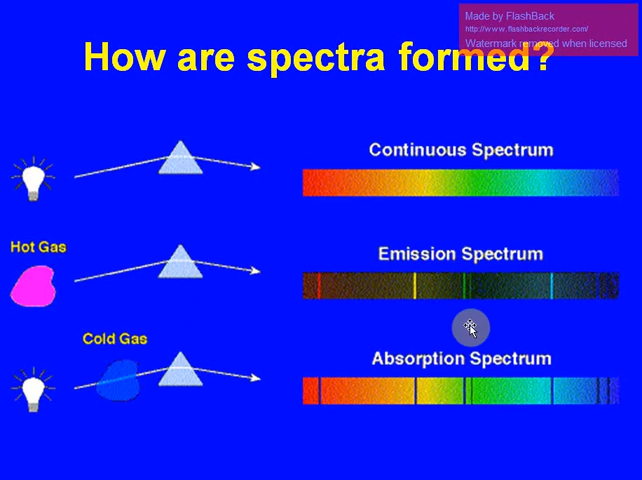 Made by FlashBack
http://www.flashbackrecorder.com/
Watermark removed when licensed
How are spectra formed?
Continuous Spectrum
Hot Gas
Emission Spectrum
Cold Gas
Absorption Spectrum